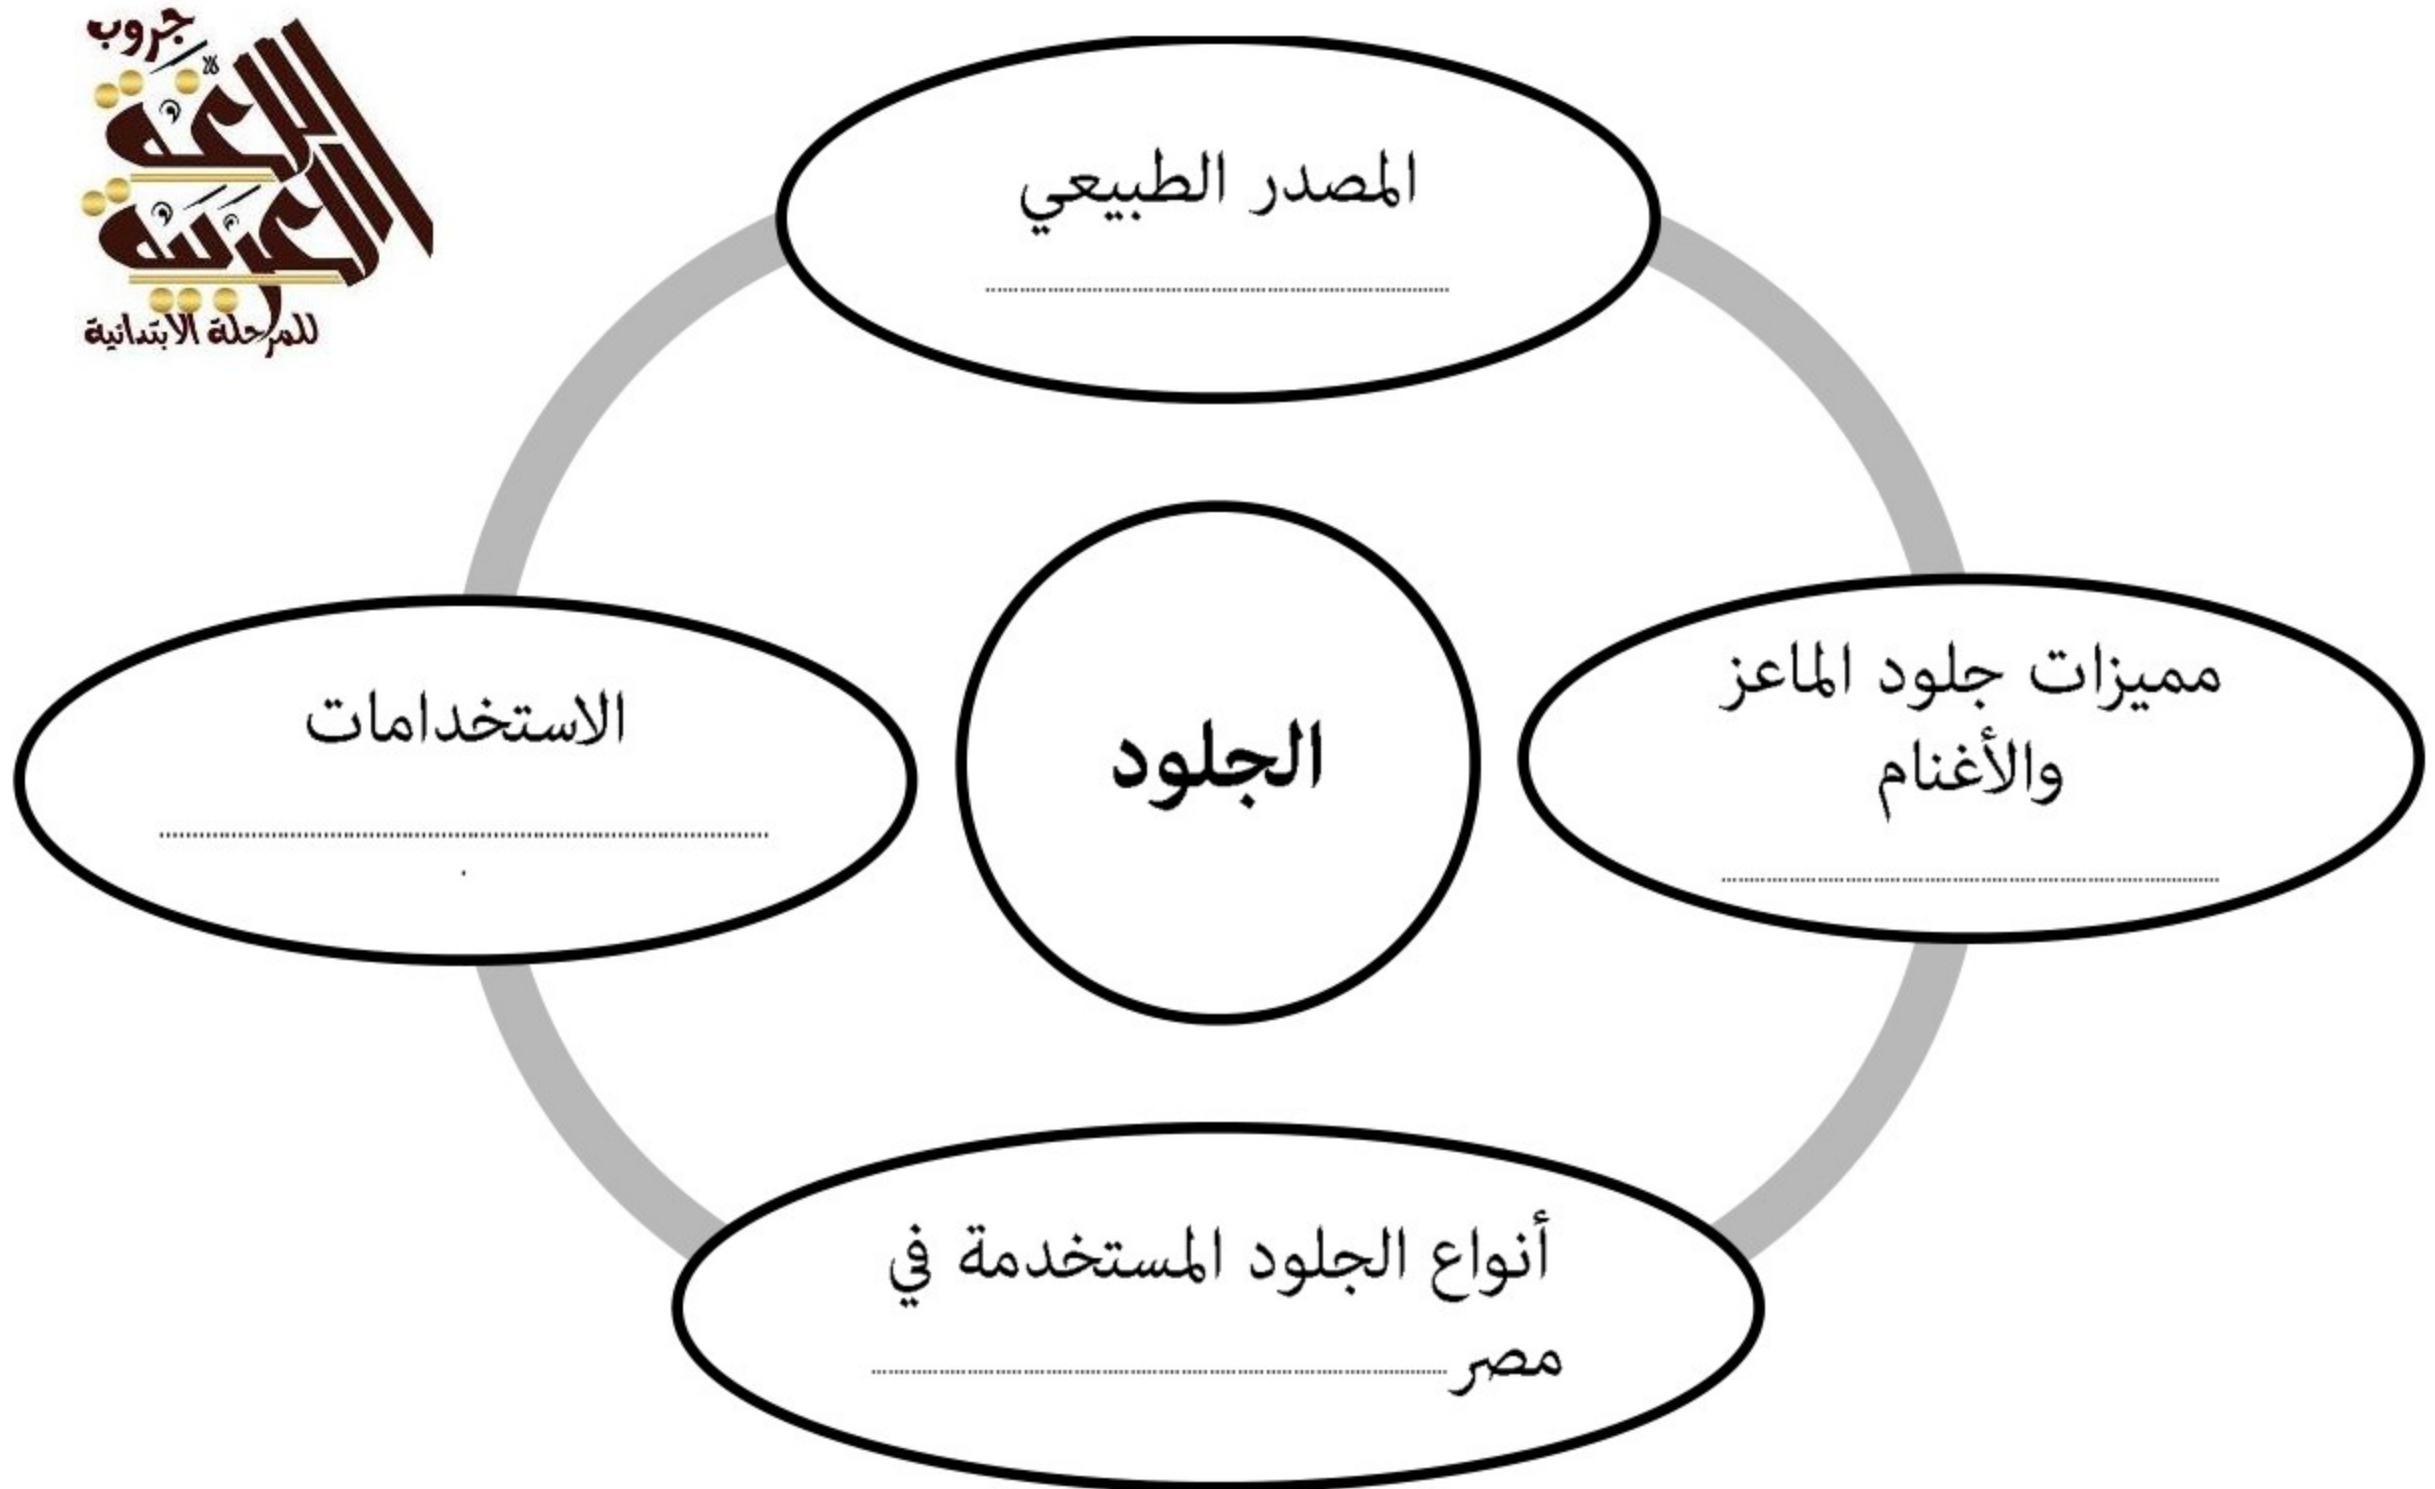 جروب
اللغة
العربية
للمرحلة الابتدائية
المصدر الطبيعي
مميزات جلود الماعز
والأغنام
الجلود
الاستخدامات
.
أنواع الجلود المستخدمة في
مصر